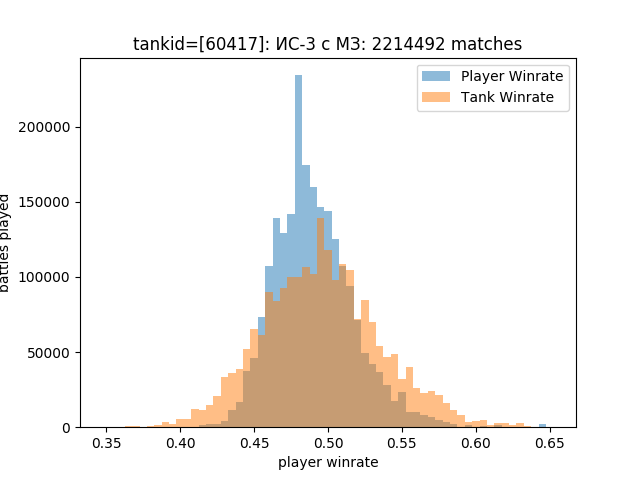 tankid=[60417]: ИС-3 с МЗ: 2214492 matches
Player Winrate
Tank Winrate
battles played
200000
150000
100000
50000
0
0.35 0.40 0.45 0.50 0.55 0.60 0.65
player winrate